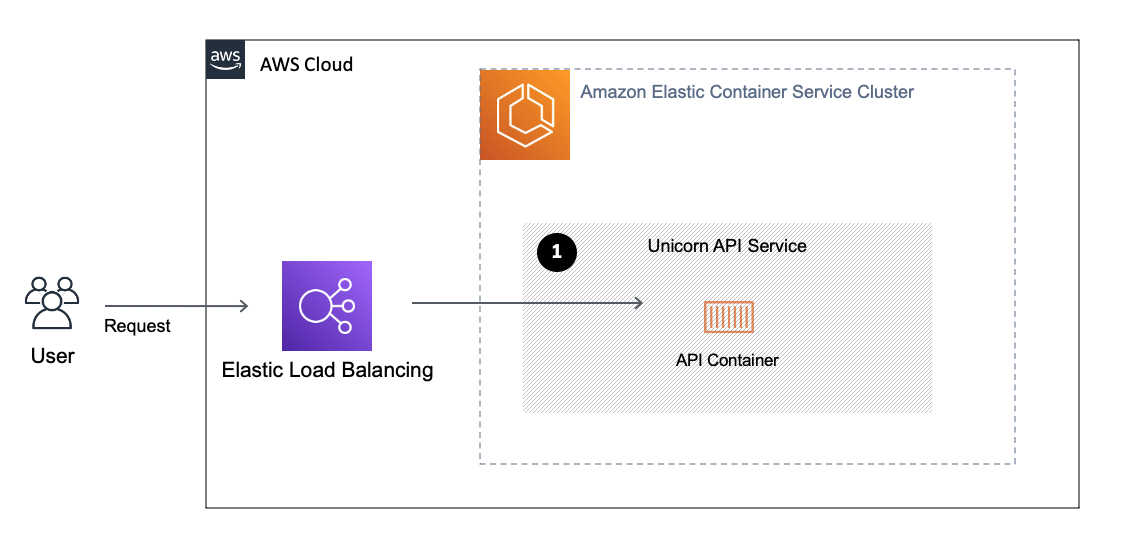 aws
AWS Cloud
Amazon Elastic Container Service Cluster
1
Unicorn API Service
Request
User
Elastic Load Balancing
API Container